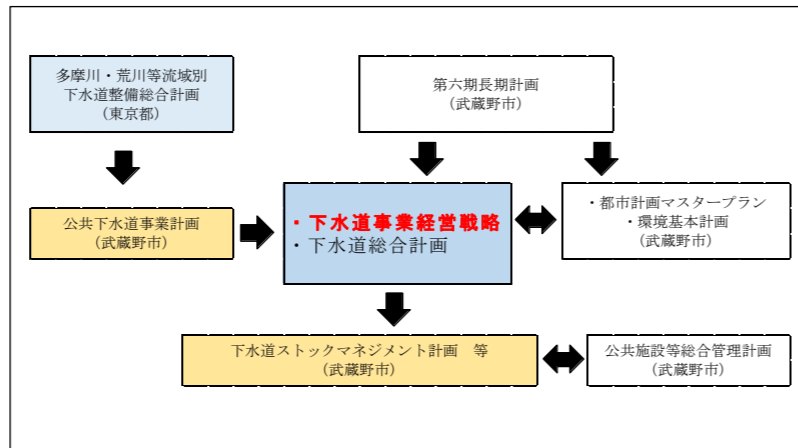 多摩川・荒川等流域別
下水道整備総合計画
(東京都)
第六期長期計画
(武蔵野市)
公共下水道事業計画
(武蔵野市)
・下水道事業経営戦略
・下水道総合計画
・都市計画マスタープラン
・環境基本計画
(武蔵野市)
下水道ストックマネジメント計画　等
(武蔵野市)
公共施設等総合管理計画
(武蔵野市)